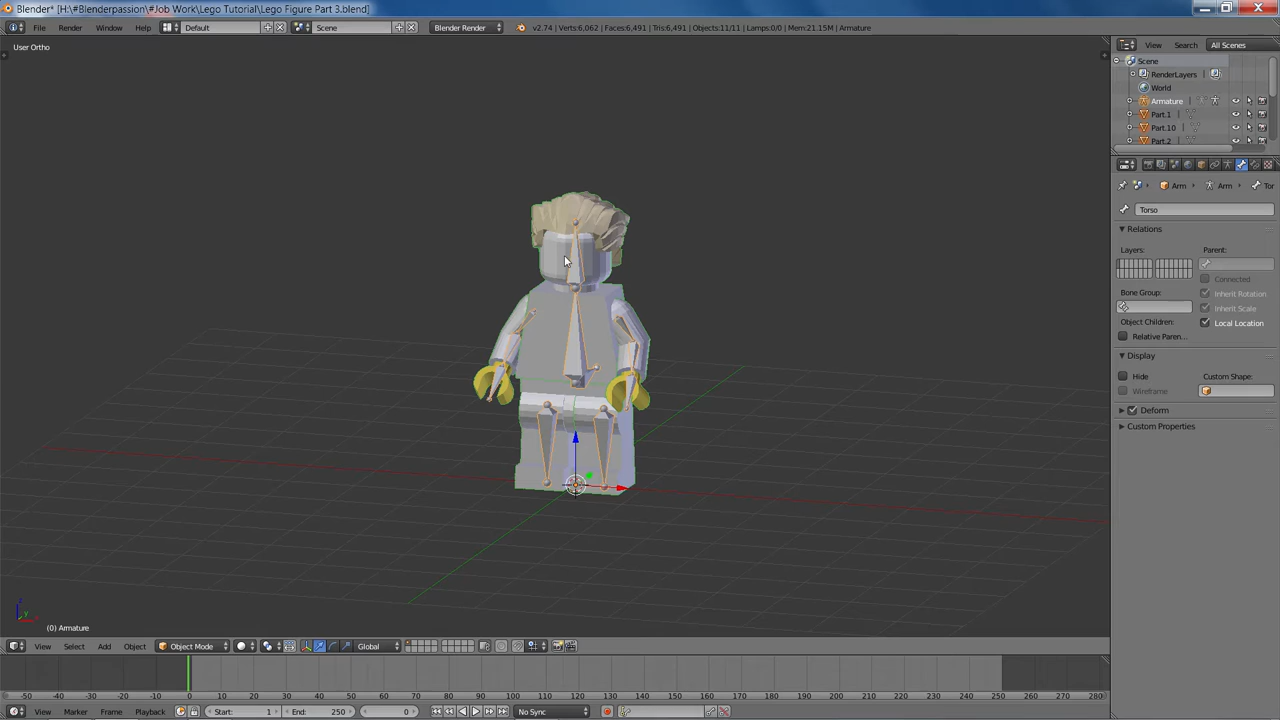 Blender* [H:\#Blenderpassion\#Job Work\Lego Tutorial\Lego Figure Part 3.blend]
File Render Window Help Default Scene Blender Render v2.74 | Verts:6,062 | Faces:6,491 | Tris:6,491 | Objects:11/11 | Lamps:0/0 | Mem:21.15M | Armature
View Search All Scenes
User Ortho
Scene
RenderLayers
World
Armature
Part.1
Part.10
Part.2
Arm Arm Tor
Torso
Relations
Layers: Parent:
Connected
Bone Group: Inherit Rotation
Inherit Scale
Object Children: Local Location
Relative Paren...
Display
Hide Custom Shape:
Wireframe
Deform
Custom Properties
(0) Armature
View Select Add Object Object Mode Global
-50 -40 -30 -20 -10 0 10 20 30 40 50 60 70 80 90 100 110 120 130 140 150 160 170 180 190 200 210 220 230 240 250 260 270 280
View Marker Frame Playback Start: 1 End: 250 0 No Sync